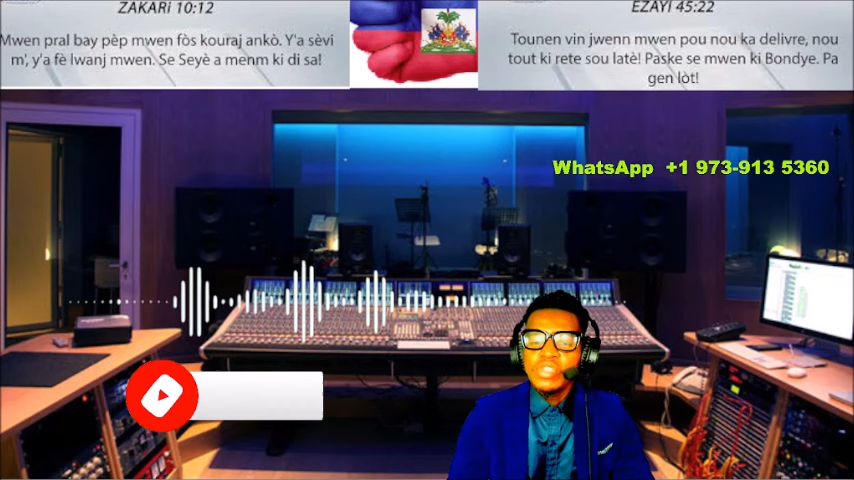 ZAKARi 10:12
Mwen pral bay pèp mwen fòs kouraj ankò. Y'a sèvi
m', y'a fè lwanj mwen. Se Seyè a menm ki di sa!
EZAYI 45:22
Tounen vin jwenn mwen pou nou ka delivre, nou
tout ki rete sou latè! Paske se mwen ki Bondye. Pa
gen lòt!
WhatsApp +1 973-913 5360